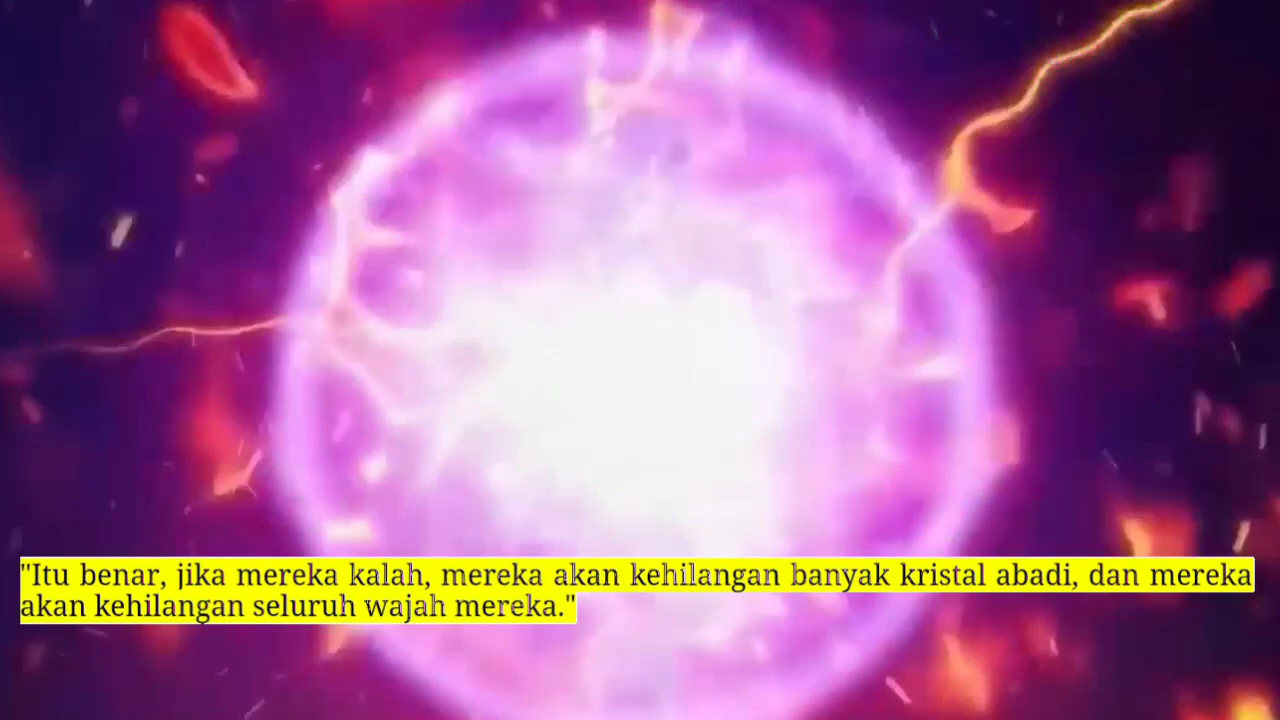 "Itu benar, jika mereka kalah, mereka akan kehilangan banyak kristal abadi, dan mereka
akan kehilangan seluruh wajah mereka."